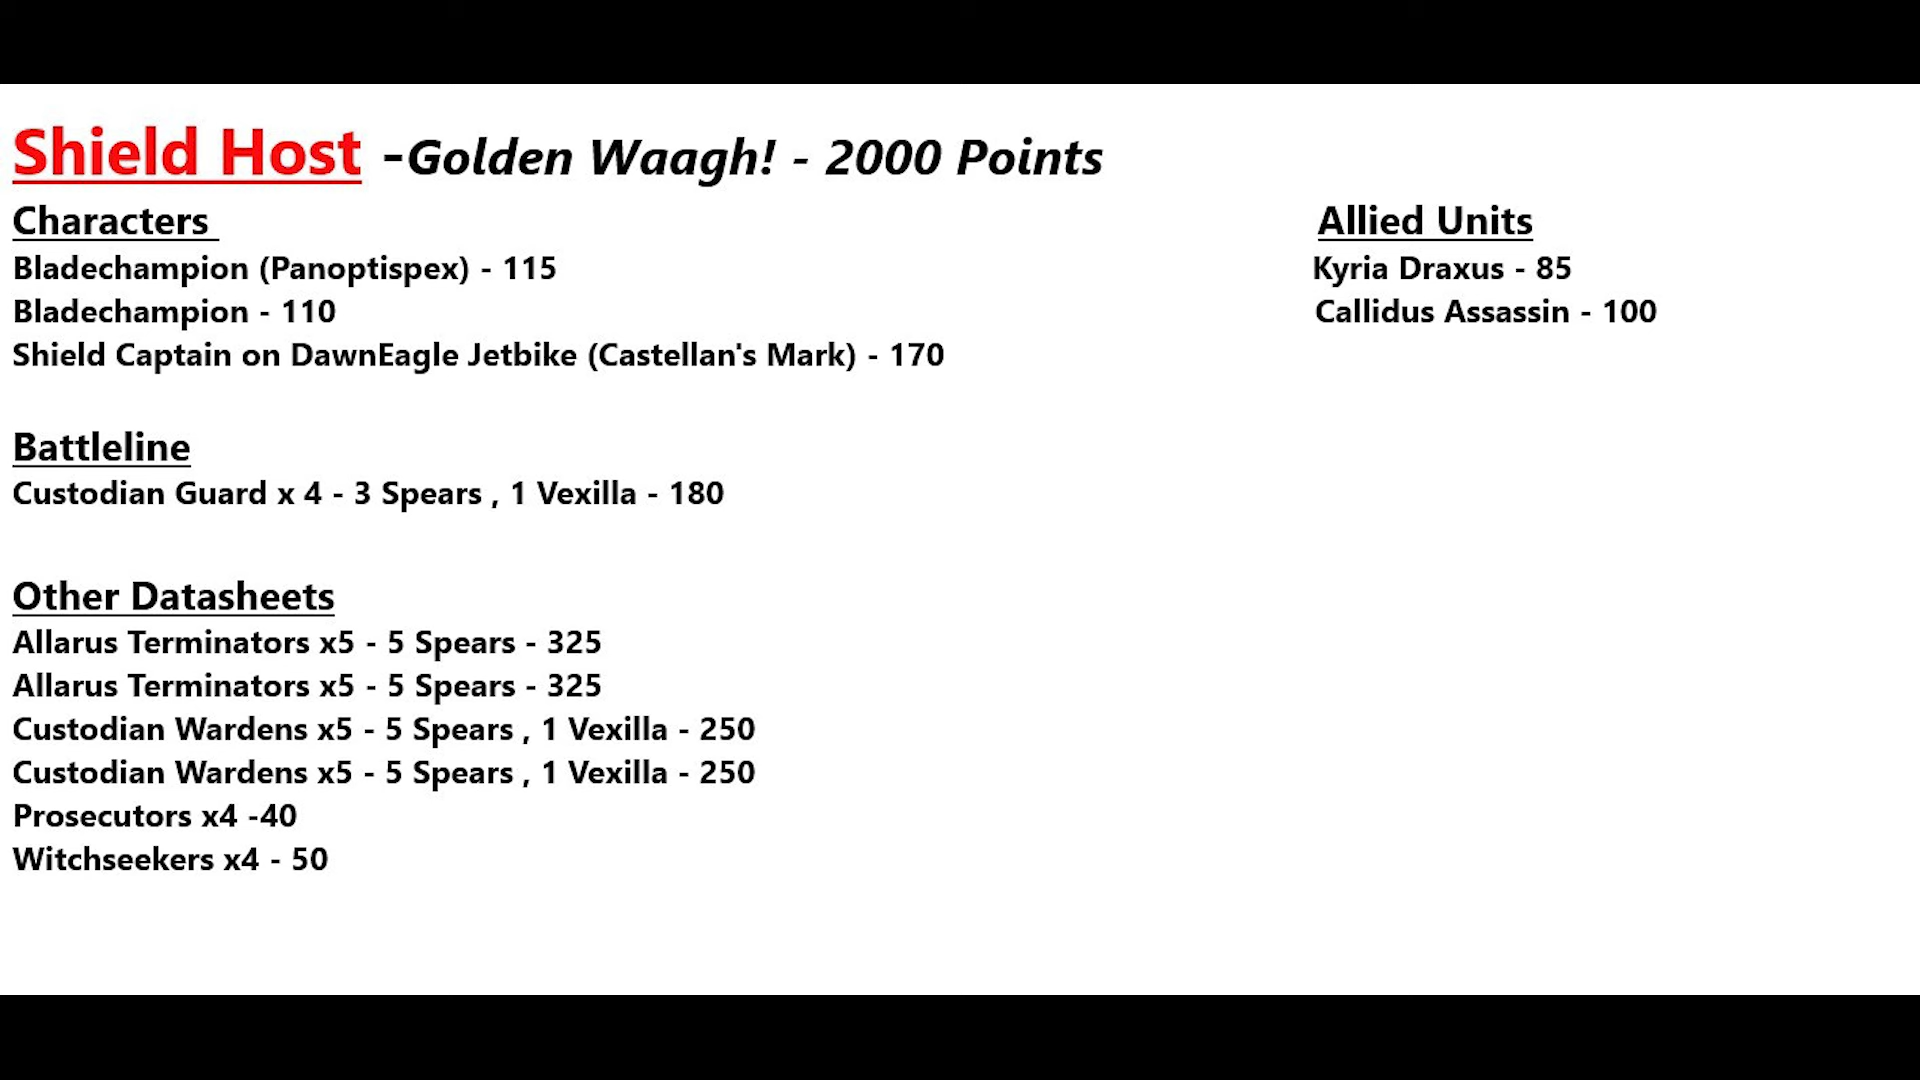 Shield Host -Golden Waagh! - 2000 Points
Characters
Bladechampion (Panoptispex) - 115
Bladechampion - 110
Shield Captain on DawnEagle Jetbike (Castellan's Mark) - 170
Battleline
Custodian Guard x 4 - 3 Spears , 1 Vexilla - 180
Other Datasheets
Allarus Terminators x5 - 5 Spears - 325
Allarus Terminators x5 - 5 Spears - 325
Custodian Wardens x5 - 5 Spears , 1 Vexilla - 250
Custodian Wardens x5 - 5 Spears , 1 Vexilla - 250
Prosecutors x4 -40
Witchseekers x4 - 50
Allied Units
Kyria Draxus - 85
Callidus Assassin - 100